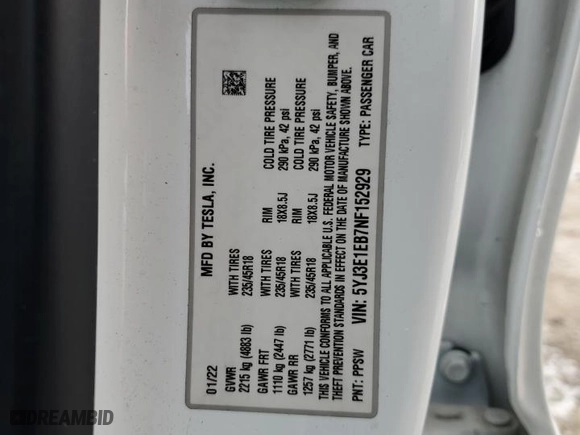 MFD BY TESLA, INC.
01/22
GVWR WITH TIRES RIM COLD TIRE PRESSURE
2215 kg (4883 lb) 235/45R18 18X8.5J 290 kPa, 42 psi
GAWR FRT WITH TIRES RIM COLD TIRE PRESSURE
1110 kg (2447 lb) 235/45R18 18X8.5J 290 kPa, 42 psi
GAWR RR
1257 kg (2771 lb) 235/45R18
THIS VEHICLE CONFORMS TO ALL APPLICABLE U.S. FEDERAL MOTOR VEHICLE SAFETY, BUMPER, AND
THEFT PREVENTION STANDARDS IN EFFECT ON THE DATE OF MANUFACTURE SHOWN ABOVE.
VIN: 5YJ3E1EB7NF152929
PNT: PPSW TYPE: PASSENGER CAR
DREAMBID